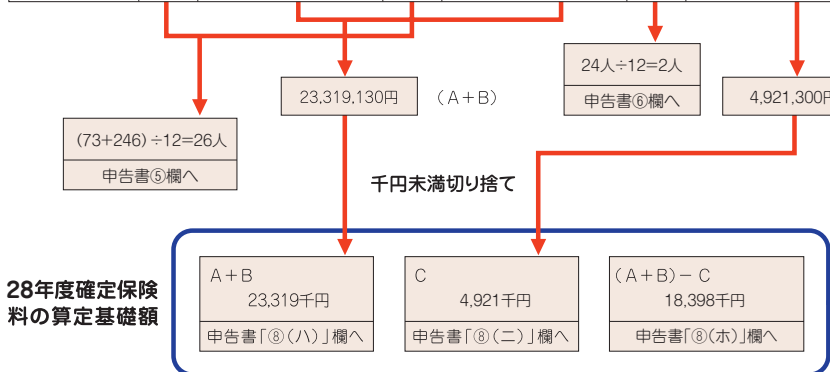 24人÷12=2人
申告書⑥欄へ
23,319,130円 (A+B)
4,921,300円
(73+246)÷12=26人
申告書⑤欄へ
千円未満切り捨て
28年度確定保険
料の算定基礎額
A+B
23,319千円
申告書「⑧(ハ)」欄へ
C
4,921千円
申告書「⑧(ニ)」欄へ
(A+B)-C
18,398千円
申告書「⑧(ホ)」欄へ